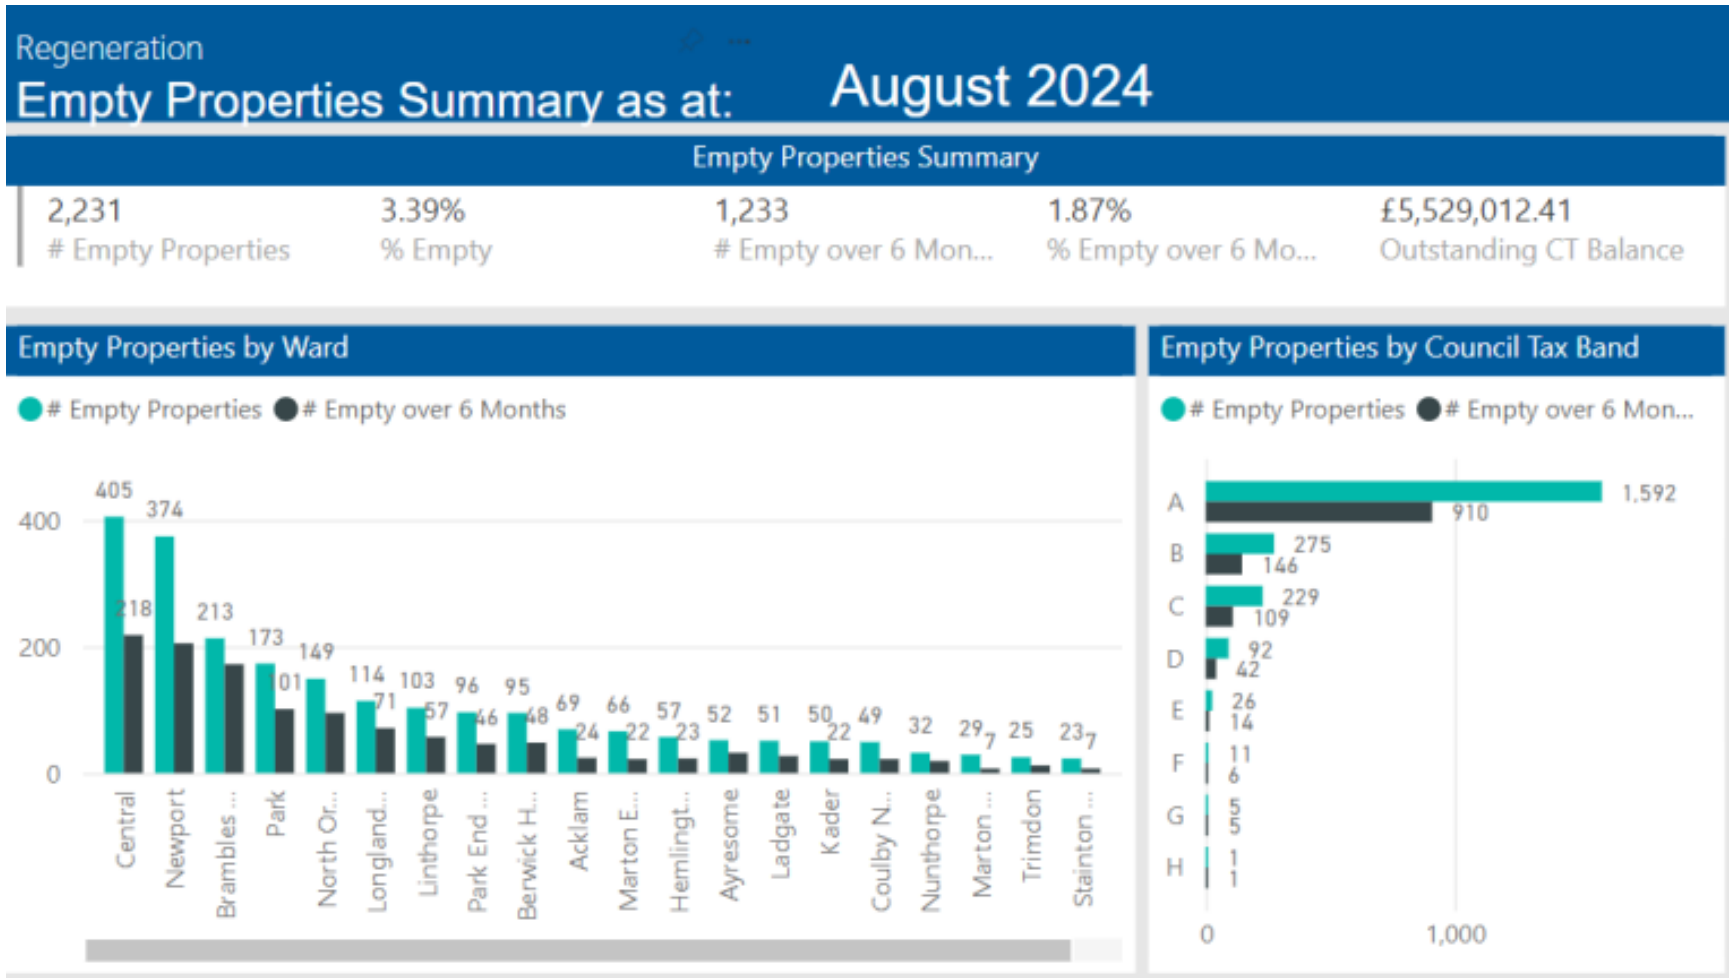 Regeneration
Empty Properties Summary as at: August 2024
Empty Properties Summary
2,231 3.39% 1,233 1.87% £5,529,012.41
# Empty Properties % Empty # Empty over 6 Mon... % Empty over 6 Mo... Outstanding CT Balance
Empty Properties by Ward
# Empty Properties # Empty over 6 Months
400
200
0
405
218
374
213
173
101
149
114
71
103
57
96
46
95
48
69
24
66
22
57
23
52
51
50
22
49
32
29
7
25
23
7
Central
Newport
Brambles ...
Park
North Or...
Longland...
Linthorpe
Park End ...
Berwick H...
Acklam
Marton E...
Hemlingt...
Ayresome
Ladgate
Kader
Coulby N...
Nunthorpe
Marton ...
Trimdon
Stainton ...
Empty Properties by Council Tax Band
# Empty Properties # Empty over 6 Mon...
A 1,592
910
B 275
146
C 229
109
D 92
42
E 26
14
F 11
6
G 5
5
H 1
1
0 1,000